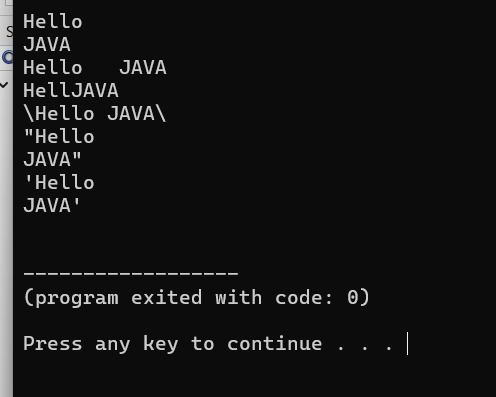 S
Hello
JAVA
Hello   JAVA
HellJAVA
\Hello JAVA\
"Hello
JAVA"
'Hello
JAVA'
------------------
(program exited with code: 0)
Press any key to continue . . .